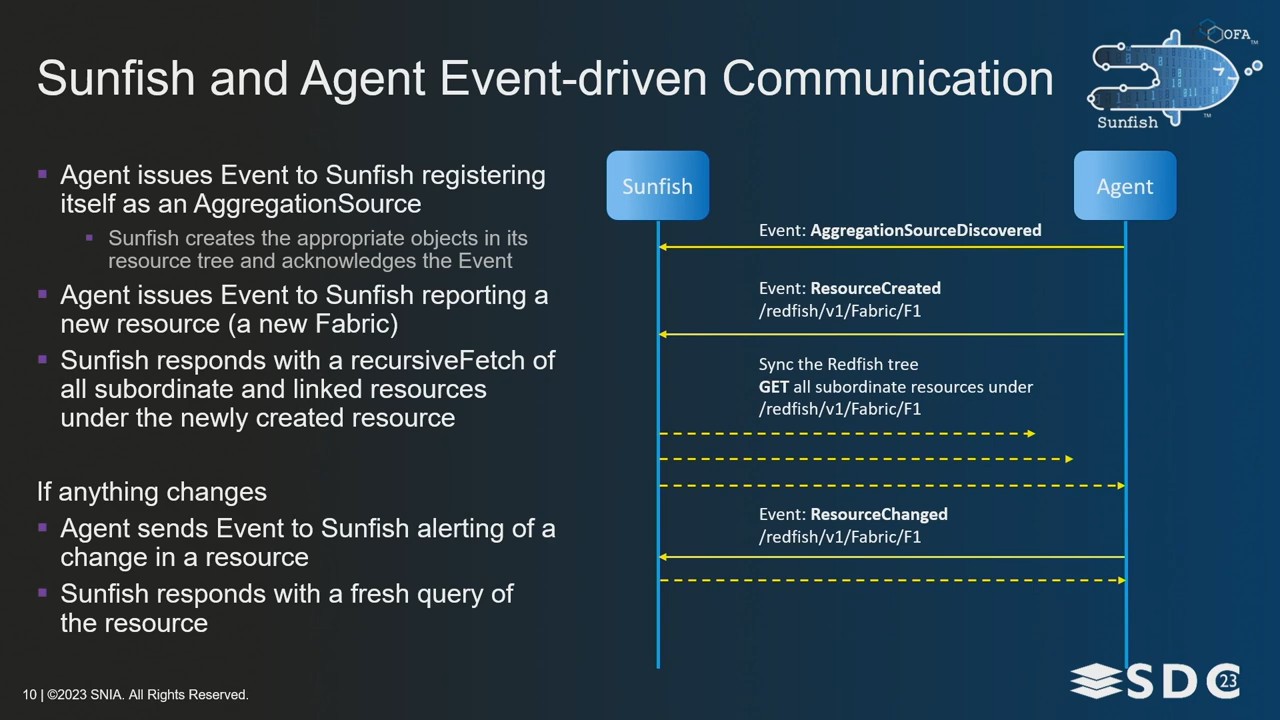 Sunfish and Agent Event-driven Communication
OFA™
Sunfish™
Agent issues Event to Sunfish registering
itself as an AggregationSource
Sunfish creates the appropriate objects in its
resource tree and acknowledges the Event
Agent issues Event to Sunfish reporting a
new resource (a new Fabric)
Sunfish responds with a recursiveFetch of
all subordinate and linked resources
under the newly created resource
If anything changes
Agent sends Event to Sunfish alerting of a
change in a resource
Sunfish responds with a fresh query of
the resource
Sunfish
Agent
Event: AggregationSourceDiscovered
Event: ResourceCreated
/redfish/v1/Fabric/F1
Sync the Redfish tree
GET all subordinate resources under
/redfish/v1/Fabric/F1
Event: ResourceChanged
/redfish/v1/Fabric/F1
10 | ©2023 SNIA. All Rights Reserved.
SDC 23